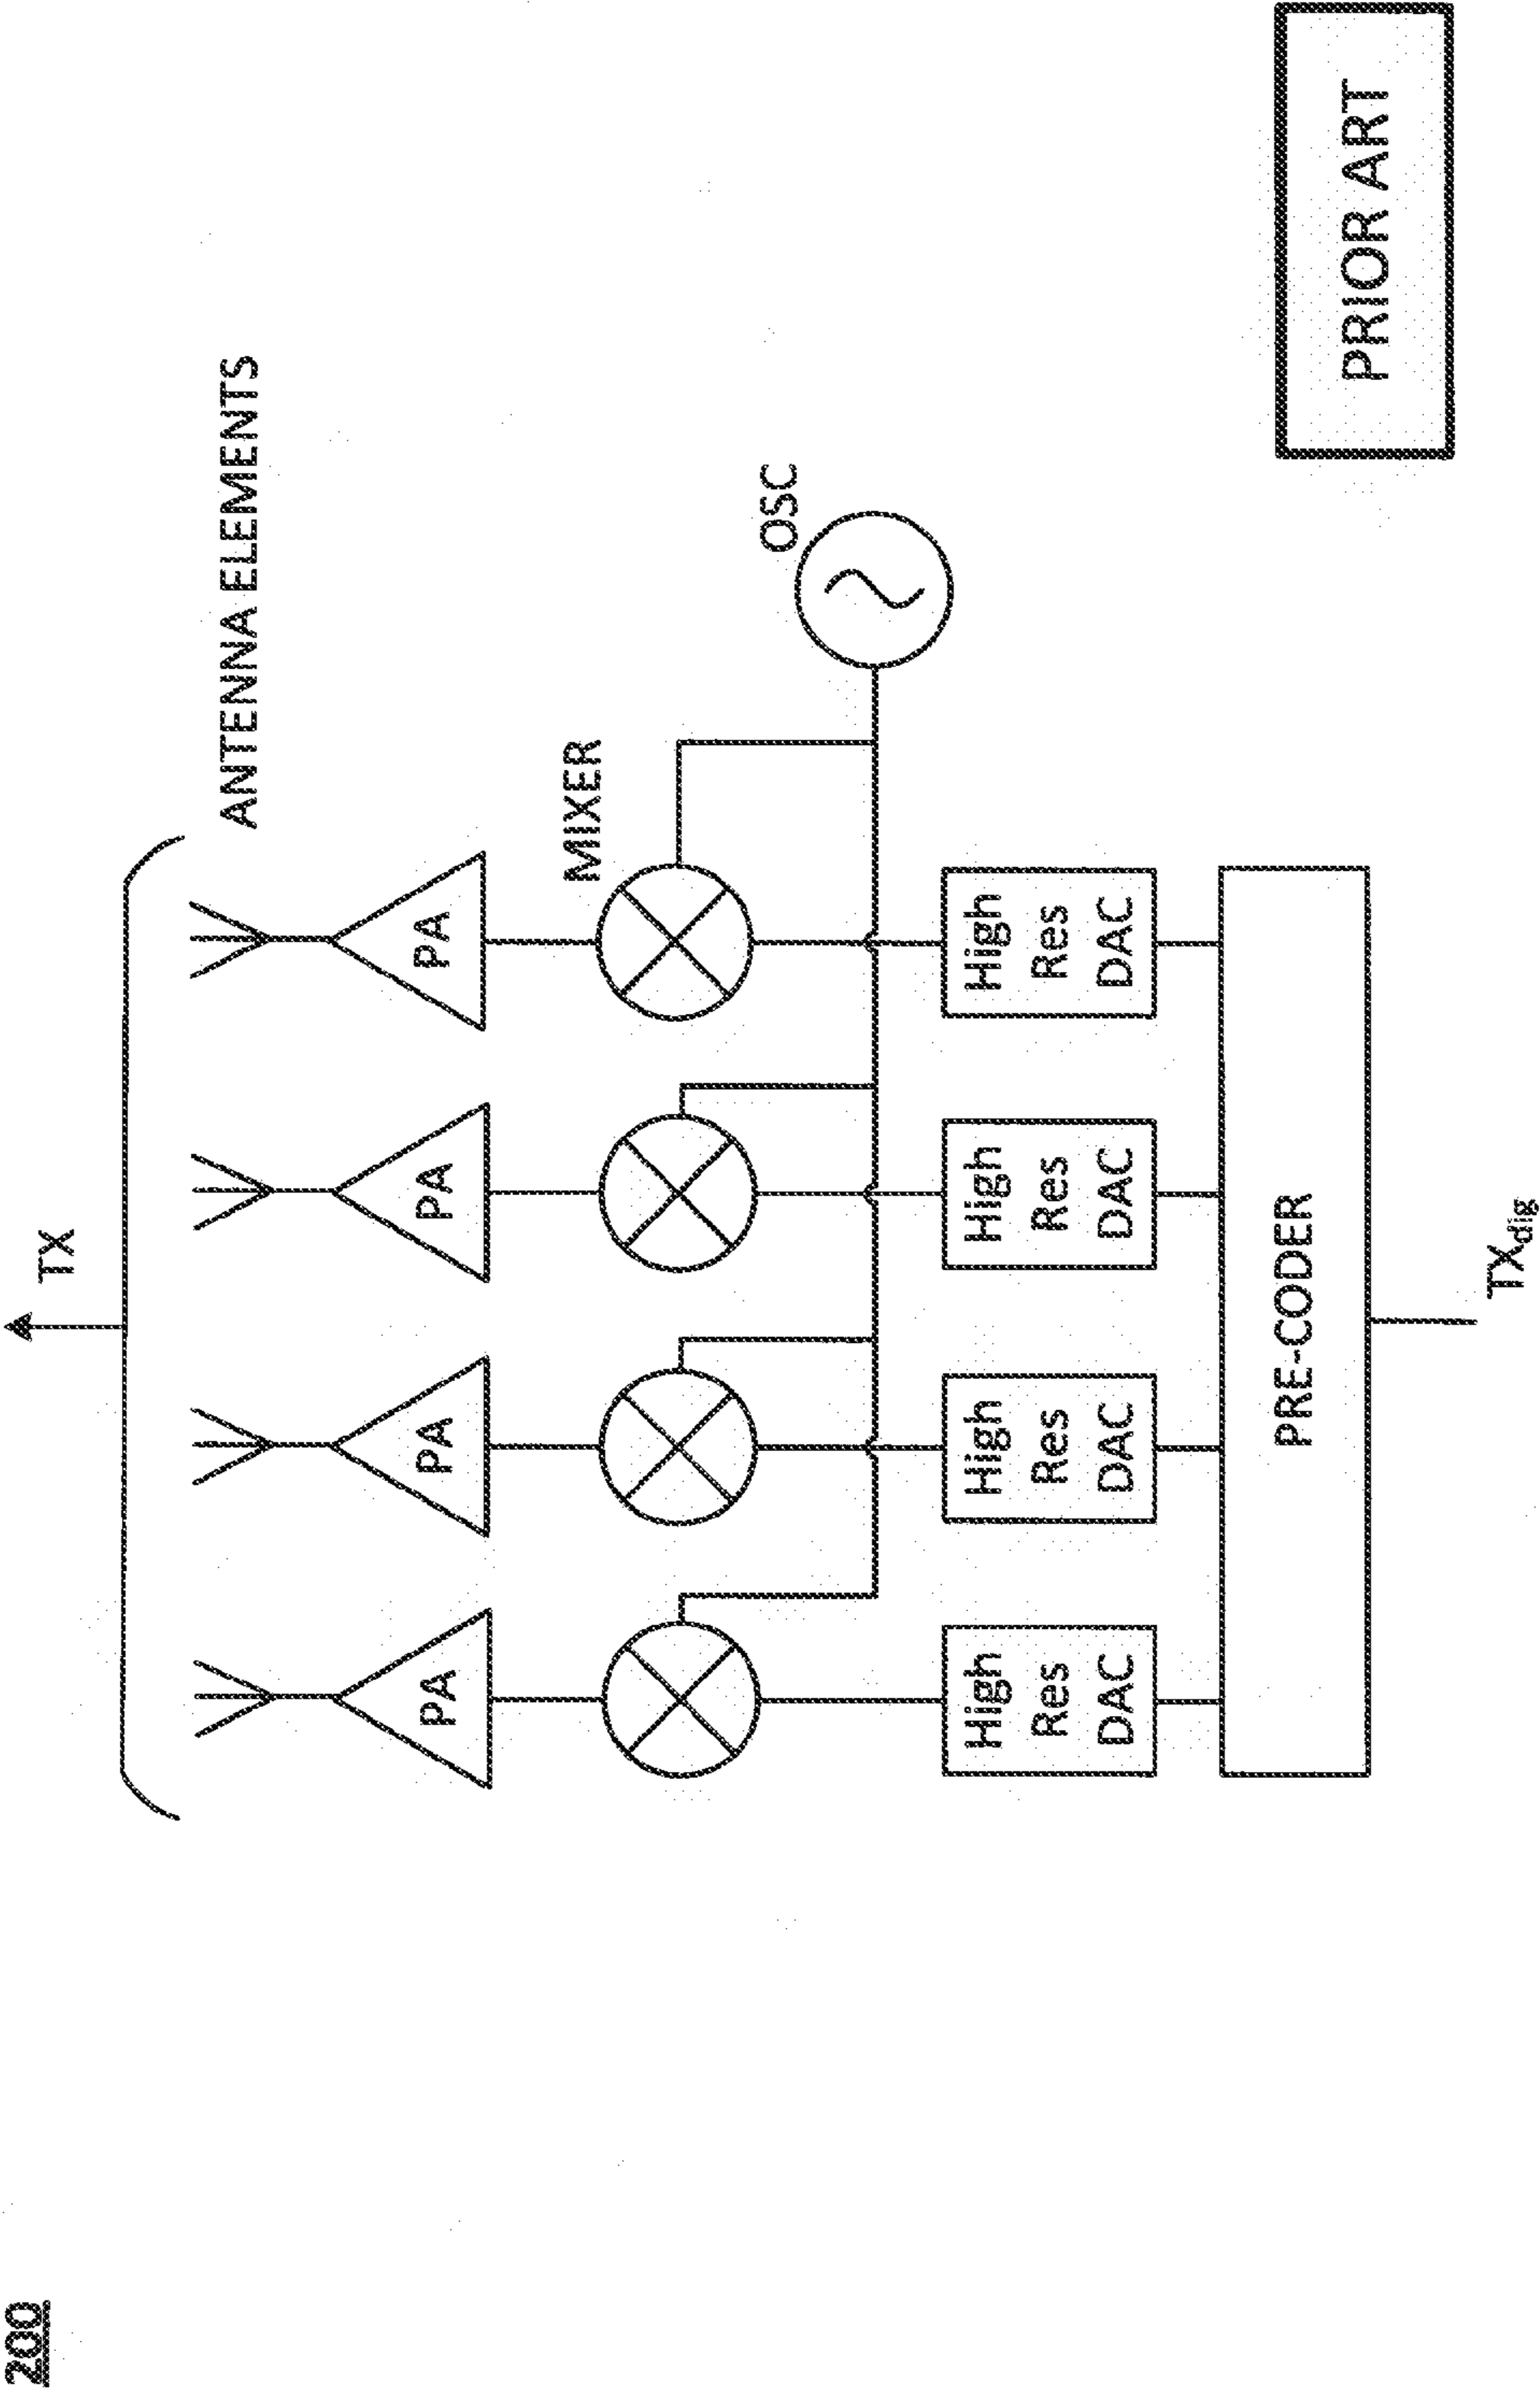 200
TX
ANTENNA ELEMENTS
PA
PA
PA
PA
MIXER
OSC
High
Res
DAC
High
Res
DAC
High
Res
DAC
High
Res
DAC
PRE-CODER
TXdig
PRIOR ART